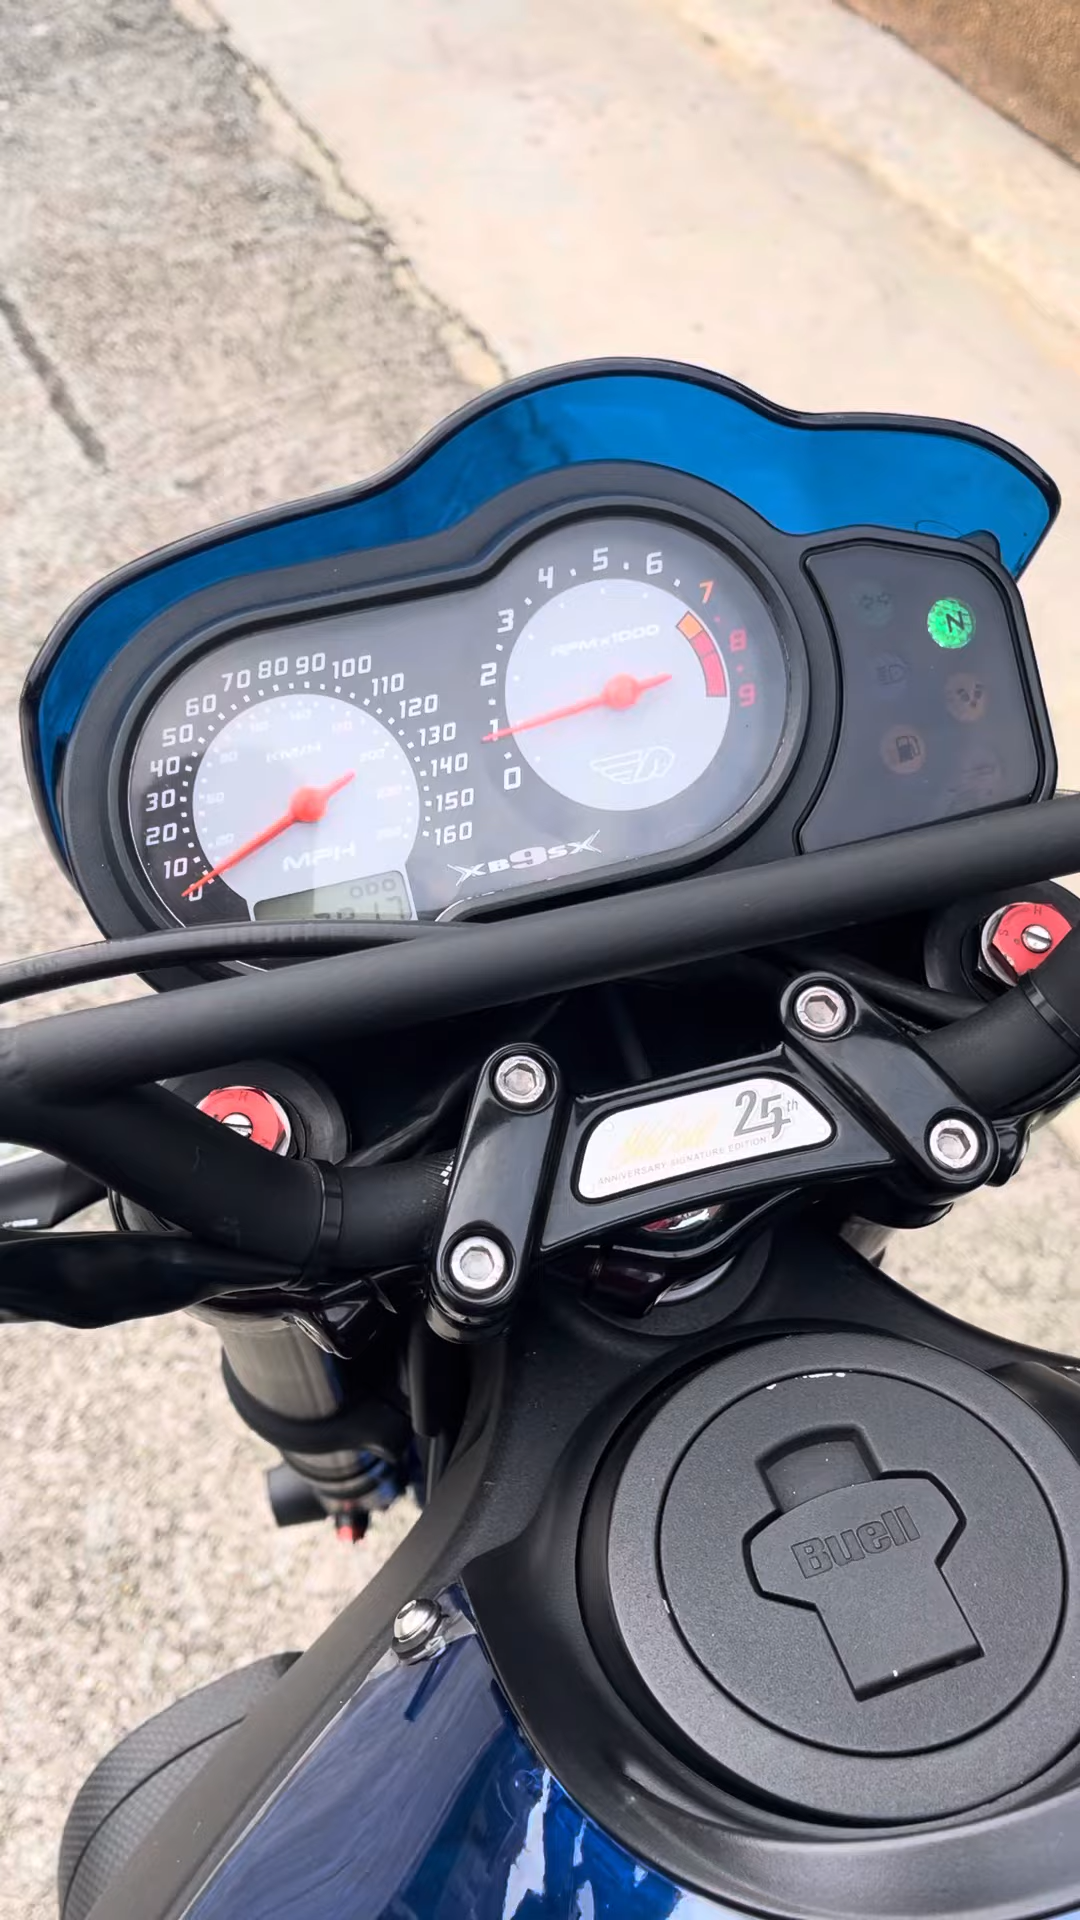 0
10
20
30
40
50
60
70
80
90
100
110
120
130
140
150
160
KM/H
MPH
ODO
0
1
2
3
4
5
6
7
8
9
RPM x1000
XB9SX
N
H
S
H
25th
ANNIVERSARY SIGNATURE EDITION
Buell